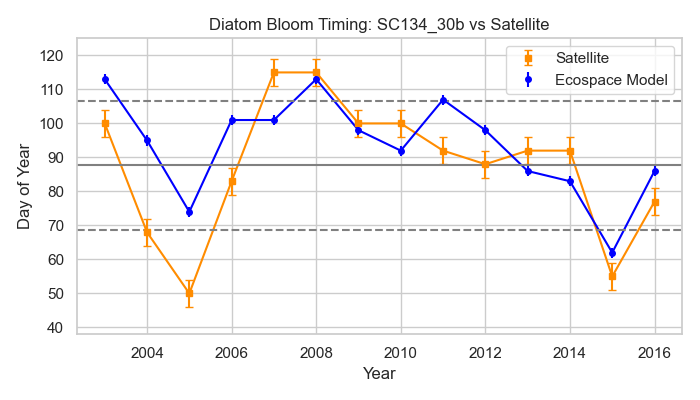 Diatom Bloom Timing: SC134_30b vs Satellite
120
110
100
90
80
70
60
50
40
Day of Year
Satellite
Ecospace Model
2004 2006 2008 2010 2012 2014 2016
Year